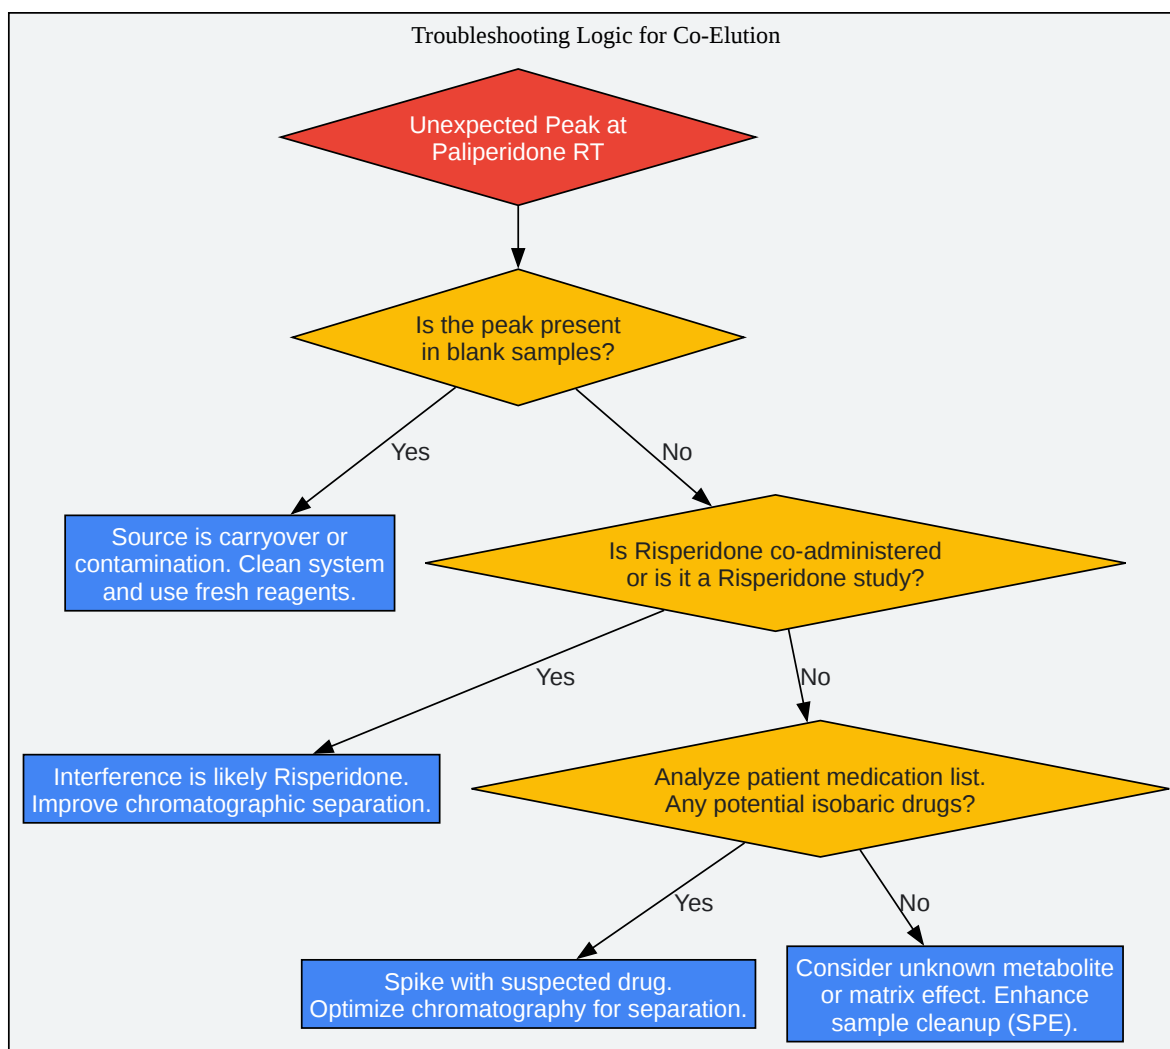 Troubleshooting Logic for Co-Elution
Unexpected Peak at
Paliperidone RT
Is the peak present
in blank samples?
Yes
No
Source is carryover or
contamination. Clean system
and use fresh reagents.
Is Risperidone co-administered
or is it a Risperidone study?
Yes
No
Interference is likely Risperidone.
Improve chromatographic separation.
Analyze patient medication list.
Any potential isobaric drugs?
Yes
No
Spike with suspected drug.
Optimize chromatography for separation.
Consider unknown metabolite
or matrix effect. Enhance
sample cleanup (SPE).